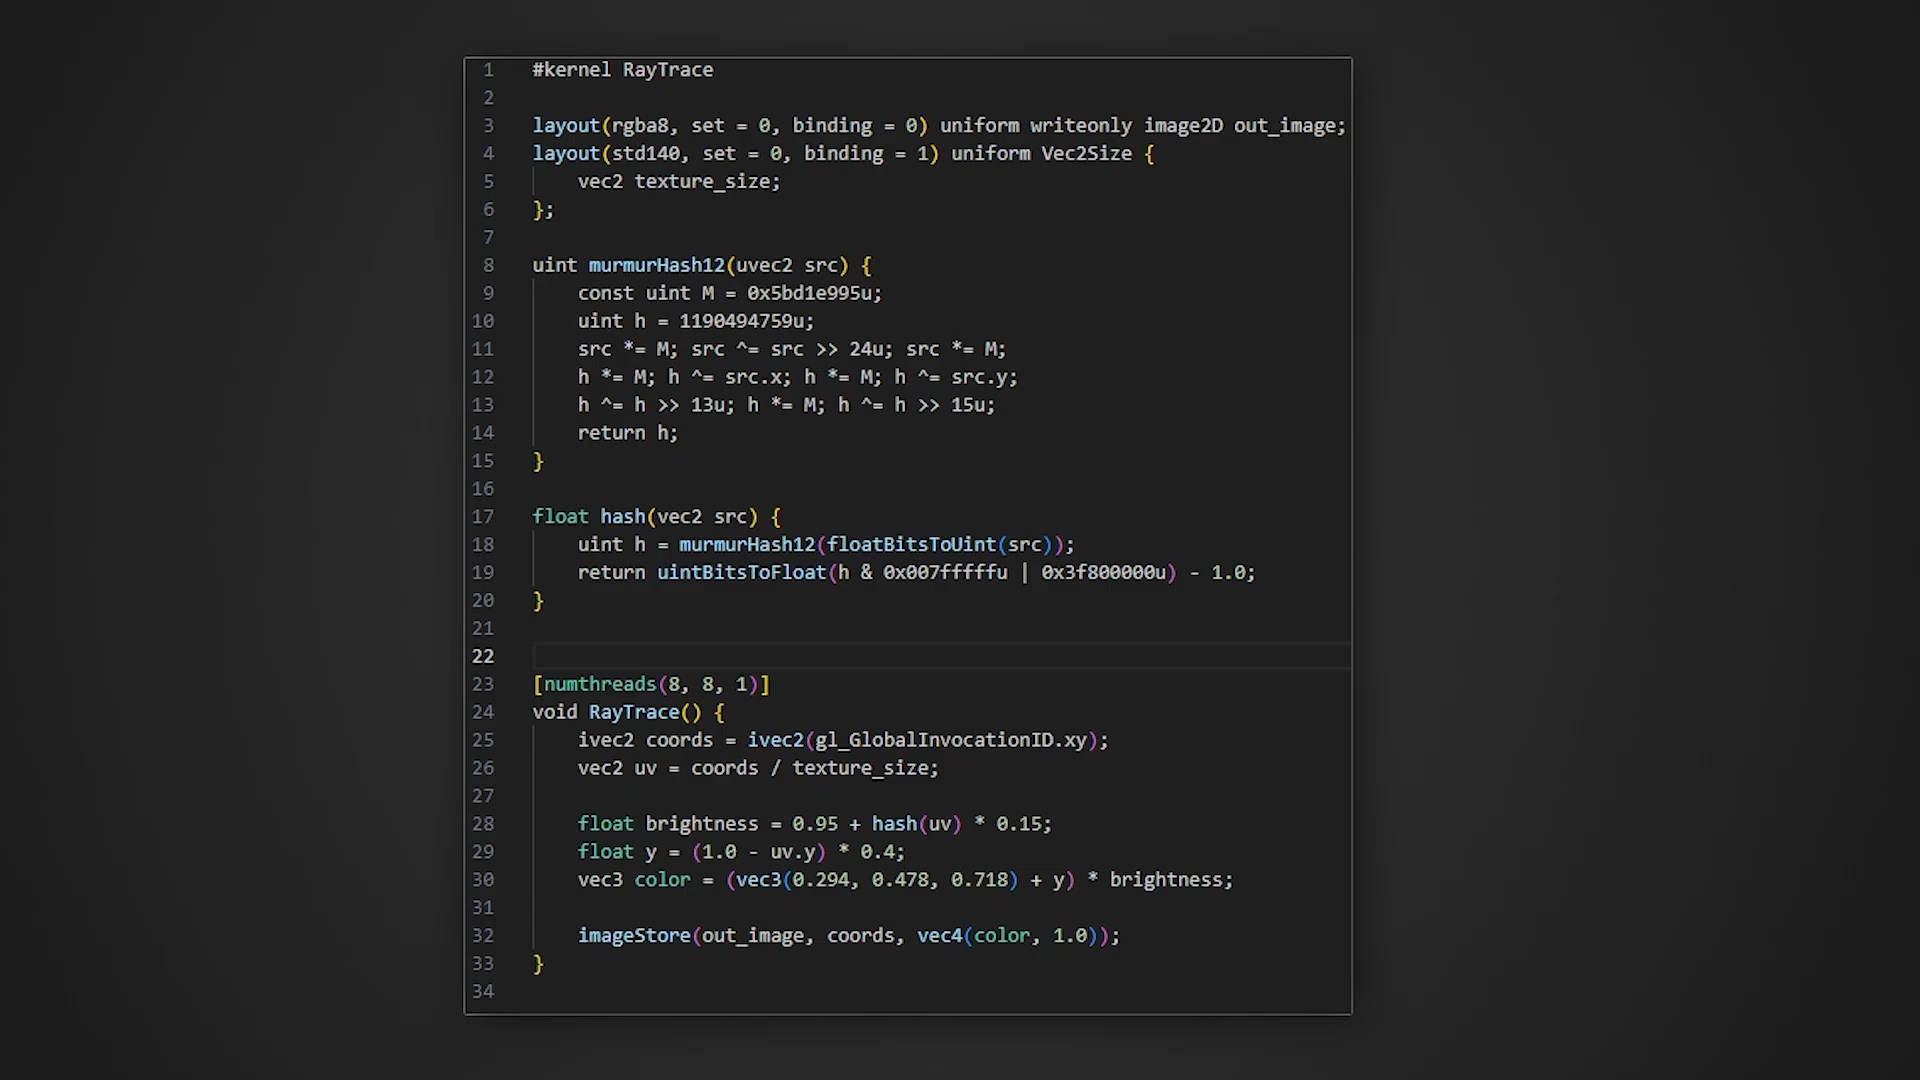 1 #kernel RayTrace
2
3 layout(rgba8, set = 0, binding = 0) uniform writeonly image2D out_image;
4 layout(std140, set = 0, binding = 1) uniform Vec2Size {
5     vec2 texture_size;
6 };
7
8 uint murmurHash12(uvec2 src) {
9     const uint M = 0x5bd1e995u;
10     uint h = 1190494759u;
11     src *= M; src ^= src >> 24u; src *= M;
12     h *= M; h ^= src.x; h *= M; h ^= src.y;
13     h ^= h >> 13u; h *= M; h ^= h >> 15u;
14     return h;
15 }
16
17 float hash(vec2 src) {
18     uint h = murmurHash12(floatBitsToUint(src));
19     return uintBitsToFloat(h & 0x007fffffu | 0x3f800000u) - 1.0;
20 }
21
22
23 [numthreads(8, 8, 1)]
24 void RayTrace() {
25     ivec2 coords = ivec2(gl_GlobalInvocationID.xy);
26     vec2 uv = coords / texture_size;
27
28     float brightness = 0.95 + hash(uv) * 0.15;
29     float y = (1.0 - uv.y) * 0.4;
30     vec3 color = (vec3(0.294, 0.478, 0.718) + y) * brightness;
31
32     imageStore(out_image, coords, vec4(color, 1.0));
33 }
34